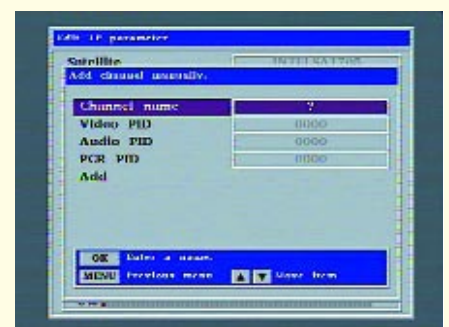 Edit TP parameter
Satellite INTELSAT705
Add channel manually.
Channel name ?
Video PID 0000
Audio PID 0000
PCR PID 0000
Add
OK Enter a name.
MENU Previous menu ▲ ▼ Move item